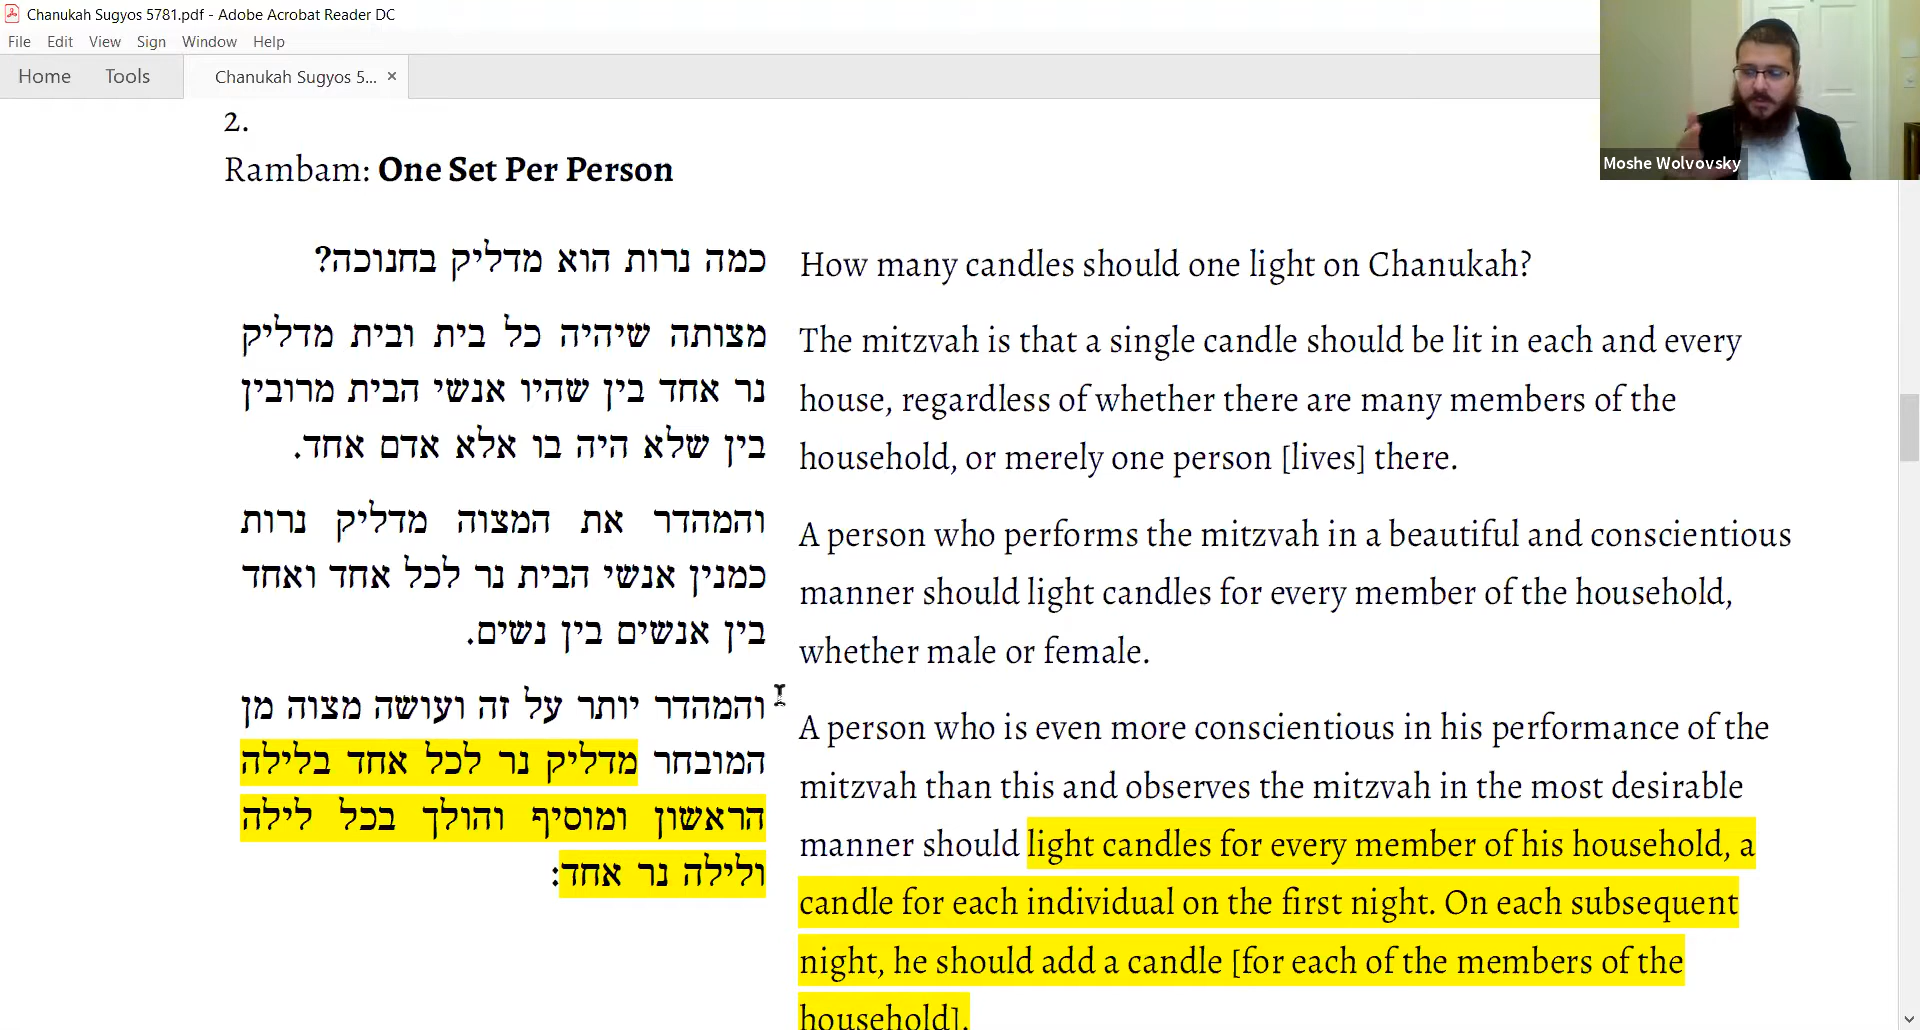 Chanukah Sugyos 5781.pdf - Adobe Acrobat Reader DC
File Edit View Sign Window Help
Home Tools Chanukah Sugyos 5... ×
Moshe Wolvovsky
2.
Rambam: One Set Per Person
כמה נרות הוא מדליק בחנוכה?
מצותה שיהיה כל בית ובית מדליק
נר אחד בין שהיו אנשי הבית מרובין
בין שלא היה בו אלא אדם אחד.
והמהדר את המצוה מדליק נרות
כמנין אנשי הבית נר לכל אחד ואחד
בין אנשים בין נשים.
והמהדר יותר על זה ועושה מצוה מן
המובחר מדליק נר לכל אחד בלילה
הראשון ומוסיף והולך בכל לילה
ולילה נר אחד:
How many candles should one light on Chanukah?
The mitzvah is that a single candle should be lit in each and every
house, regardless of whether there are many members of the
household, or merely one person [lives] there.
A person who performs the mitzvah in a beautiful and conscientious
manner should light candles for every member of the household,
whether male or female.
A person who is even more conscientious in his performance of the
mitzvah than this and observes the mitzvah in the most desirable
manner should light candles for every member of his household, a
candle for each individual on the first night. On each subsequent
night, he should add a candle [for each of the members of the
household].